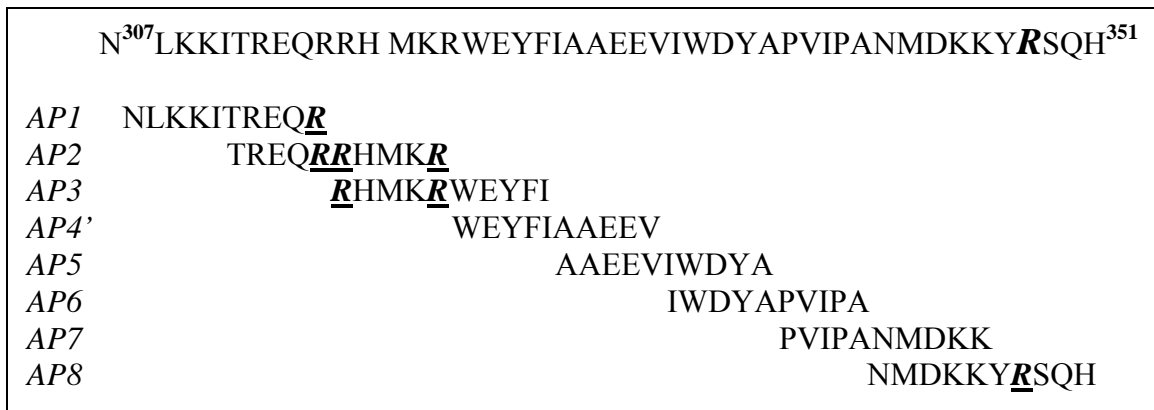 N³⁰⁷LKKITREQRRH MKRWEYFIAAEEVIWDYAPVIPANMDKKYRSQH³⁵¹
AP1 NLKKITREQR
AP2 TREQRRHMKR
AP3 RHMKRWEYFI
AP4’ WEYFIAAEEV
AP5 AAEEVIWDYA
AP6 IWDYAPVIPA
AP7 PVIPANMDKK
AP8 NMDKKYRSQH